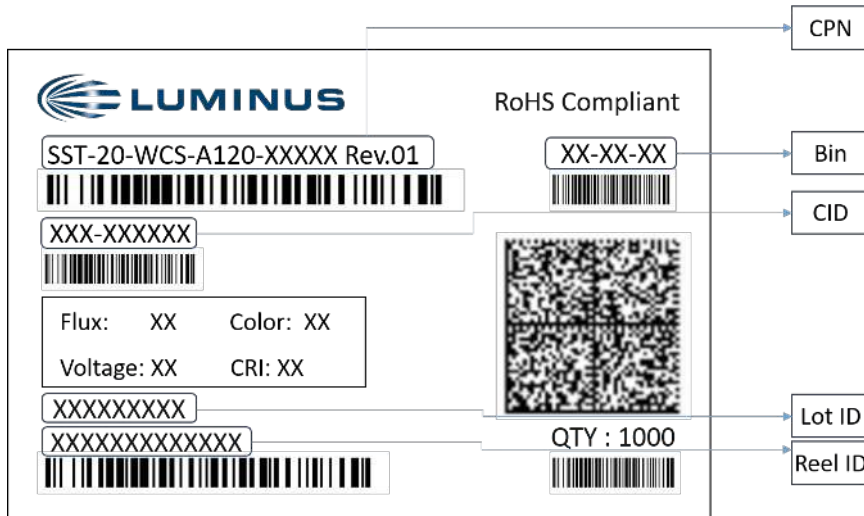 CPN
LUMINUS
RoHS Compliant
SST-20-WCS-A120-XXXXX Rev.01
XX-XX-XX
Bin
CID
XXX-XXXXXX
Flux: XX Color: XX
Voltage: XX CRI: XX
XXXXXXXXX
Lot ID
XXXXXXXXXXXXX
QTY : 1000
Reel ID